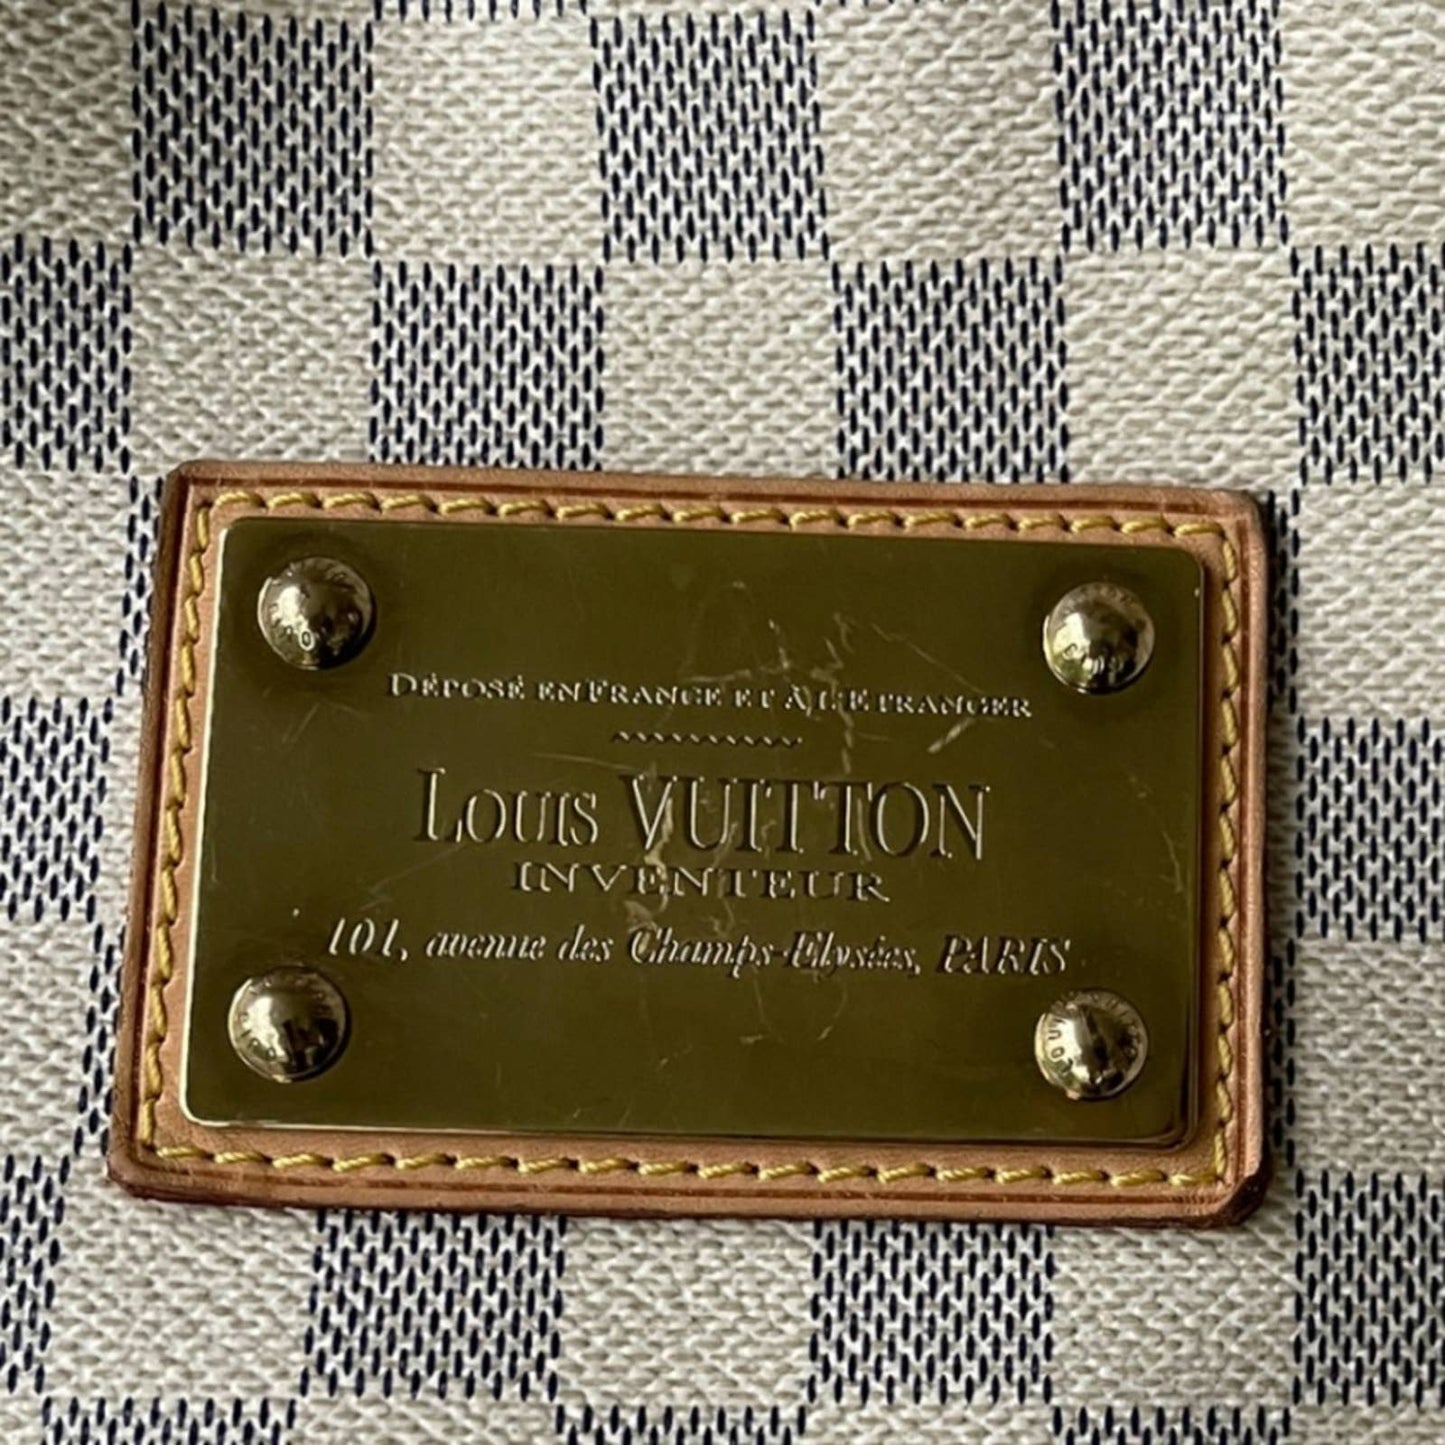 DÉPOSÉ EN FRANCE ET À L'ETRANGER
LOUIS VUITTON
INVENTEUR
101, avenue des Champs-Elysées, PARIS